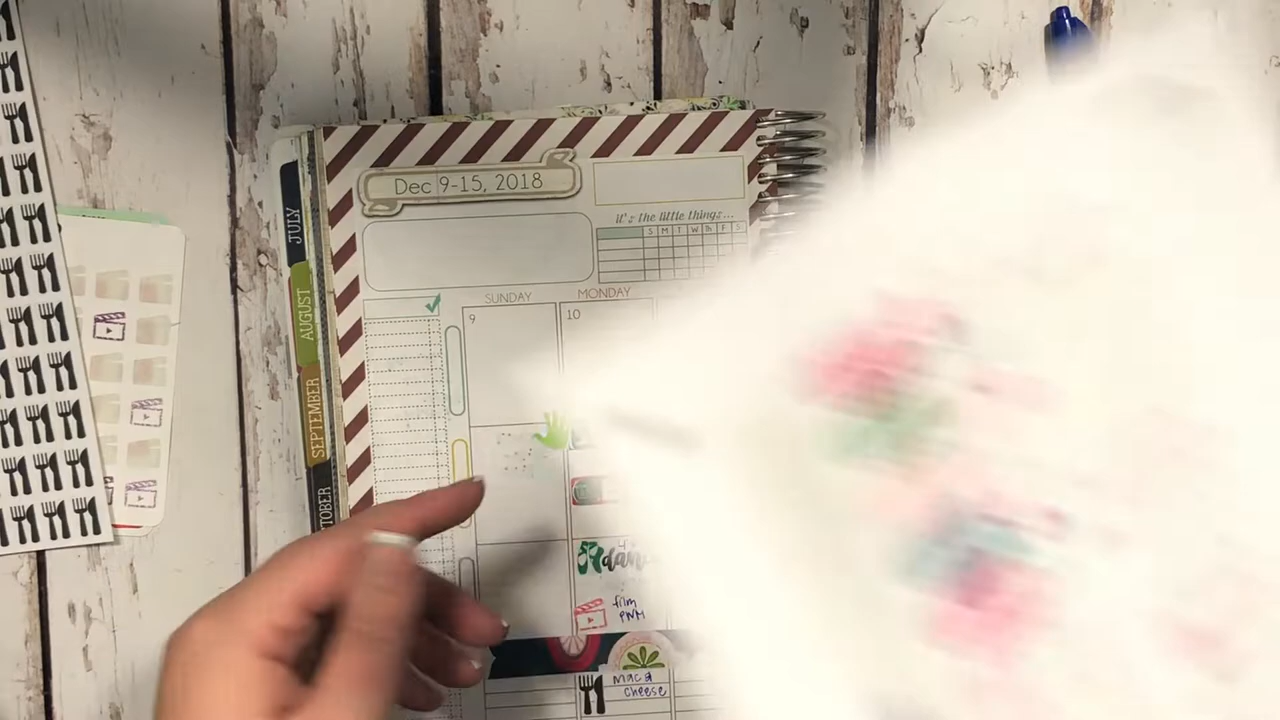 Dec 9-15, 2018
it's the little things...
S M T W Th F S
JULY
AUGUST
SEPTEMBER
SUNDAY
MONDAY
9
10
film
PWM
mac &
cheese